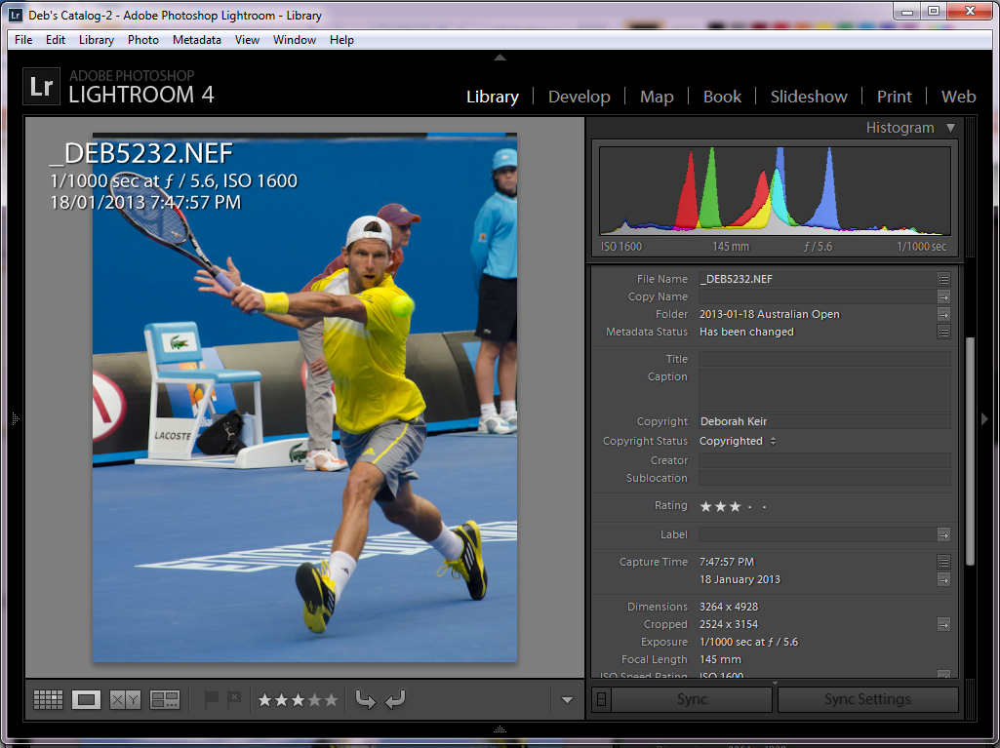 Deb's Catalog-2 - Adobe Photoshop Lightroom - Library
File Edit Library Photo Metadata View Window Help
Lr ADOBE PHOTOSHOP
LIGHTROOM 4
Library Develop Map Book Slideshow Print Web
Histogram
_DEB5232.NEF
1/1000 sec at ƒ / 5.6, ISO 1600
18/01/2013 7:47:57 PM
LACOSTE
ISO 1600 145 mm ƒ / 5.6 1/1000 sec
File Name _DEB5232.NEF
Copy Name
Folder 2013-01-18 Australian Open
Metadata Status Has been changed
Title
Caption
Copyright Deborah Keir
Copyright Status Copyrighted
Creator
Sublocation
Rating ★★★ · ·
Label
Capture Time 7:47:57 PM
18 January 2013
Dimensions 3264 x 4928
Cropped 2524 x 3154
Exposure 1/1000 sec at ƒ / 5.6
Focal Length 145 mm
ISO Speed Rating ISO 1600
XY
Sync Sync Settings